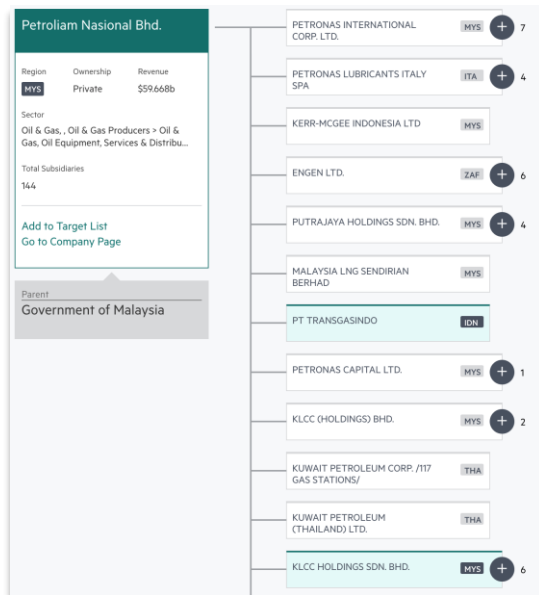 Petroliam Nasional Bhd.
Region Ownership Revenue
MYS Private $59.668b
Sector
Oil & Gas, , Oil & Gas Producers > Oil &
Gas, Oil Equipment, Services & Distribu...
Total Subsidiaries
144
Add to Target List
Go to Company Page
Parent
Government of Malaysia
PETRONAS INTERNATIONAL MYS + 7
CORP. LTD.
PETRONAS LUBRICANTS ITALY ITA + 4
SPA
KERR-MCGEE INDONESIA LTD MYS
ENGEN LTD. ZAF + 6
PUTRAJAYA HOLDINGS SDN. BHD. MYS + 4
MALAYSIA LNG SENDIRIAN MYS
BERHAD
PT TRANSGASINDO IDN
PETRONAS CAPITAL LTD. MYS + 1
KLCC (HOLDINGS) BHD. MYS + 2
KUWAIT PETROLEUM CORP. /117 THA
GAS STATIONS/
KUWAIT PETROLEUM THA
(THAILAND) LTD.
KLCC HOLDINGS SDN. BHD. MYS + 6